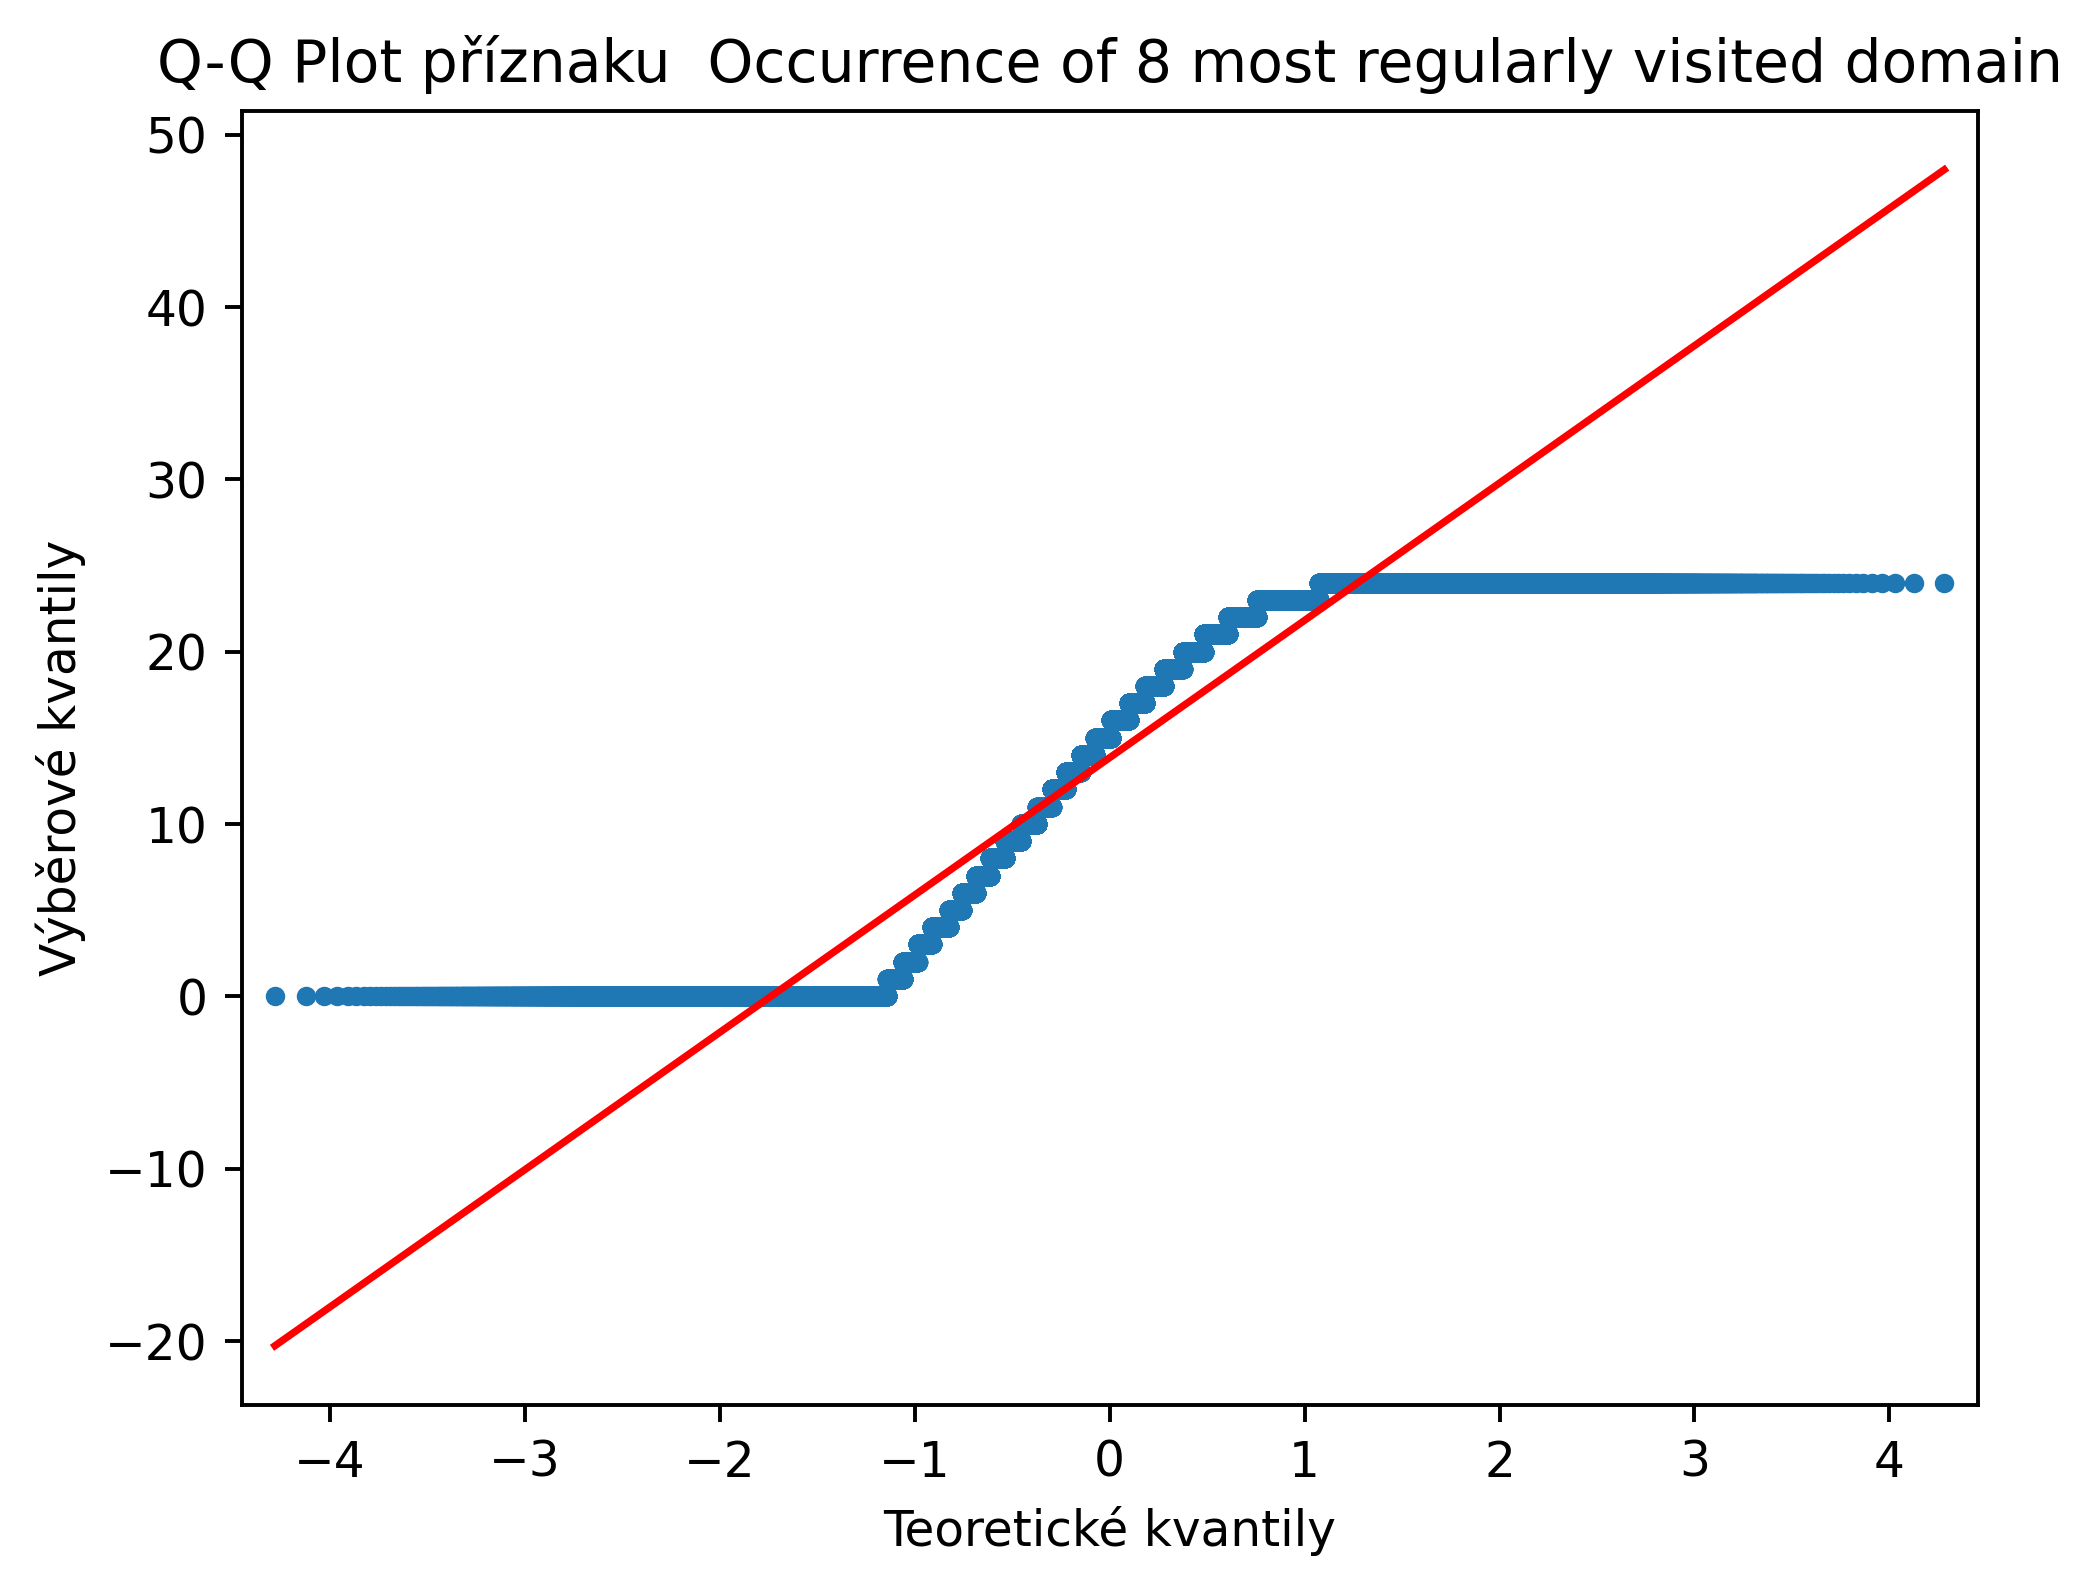 Q-Q Plot příznaku  Occurrence of 8 most regularly visited domain
50
40
30
20
10
0
−10
−20
Výběrové kvantily
−4 −3 −2 −1 0 1 2 3 4
Teoretické kvantily